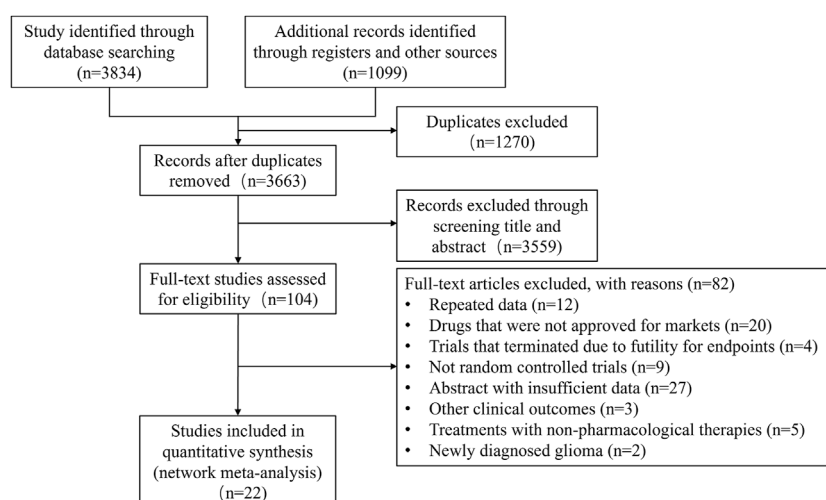 Study identified through
database searching
(n=3834)
Additional records identified
through registers and other sources
(n=1099)
Duplicates excluded
（n=1270)
Records after duplicates
removed（n=3663)
Records excluded through
screening title and
abstract（n=3559)
Full-text studies assessed
for eligibility（n=104)
Full-text articles excluded, with reasons (n=82)
• Repeated data (n=12)
• Drugs that were not approved for markets (n=20)
• Trials that terminated due to futility for endpoints (n=4)
• Not random controlled trials (n=9)
• Abstract with insufficient data (n=27)
• Other clinical outcomes (n=3)
• Treatments with non-pharmacological therapies (n=5)
• Newly diagnosed glioma (n=2)
Studies included in
quantitative synthesis
(network meta-analysis)
(n=22)